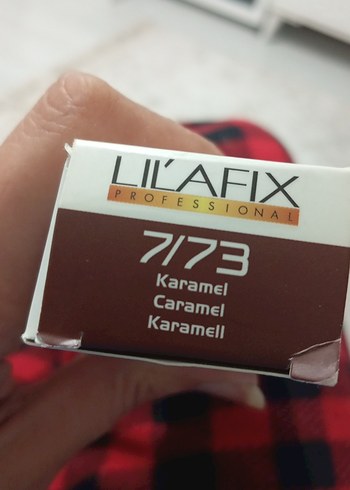 LIL'AFIX
PROFESSIONAL
7/73
Karamel
Caramel
Karamell